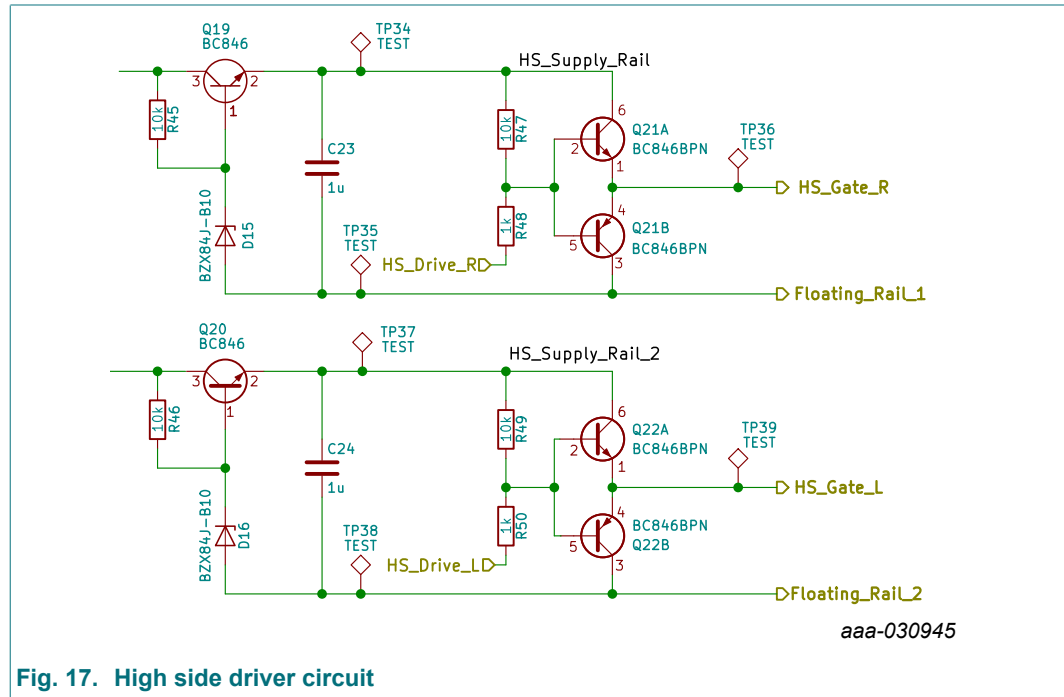 Q19
BC846
3
2
1
10k
R45
BZX84J-B10
D15
C23
1u
TP34
TEST
TP35
TEST
HS_Supply_Rail
10k
R47
1k
R48
HS_Drive_R
2
6
1
Q21A
BC846BPN
5
4
3
Q21B
BC846BPN
TP36
TEST
HS_Gate_R
Floating_Rail_1
Q20
BC846
3
2
1
10k
R46
BZX84J-B10
D16
C24
1u
TP37
TEST
TP38
TEST
HS_Supply_Rail_2
10k
R49
1k
R50
HS_Drive_L
2
6
1
Q22A
BC846BPN
5
4
3
BC846BPN
Q22B
TP39
TEST
HS_Gate_L
Floating_Rail_2
aaa-030945
Fig. 17. High side driver circuit